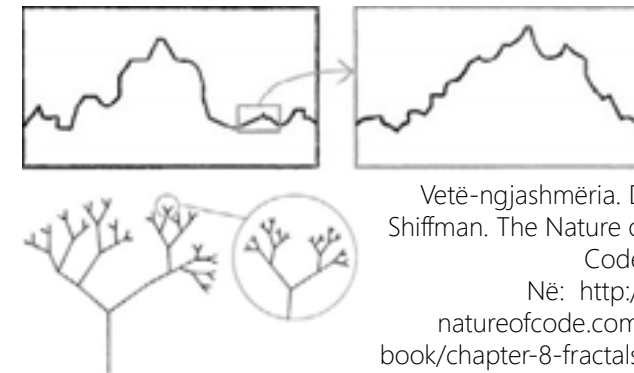 Vetë-ngjashmëria. D
Shiffman. The Nature o
Code
Në: http:/
natureofcode.com
book/chapter-8-fractals